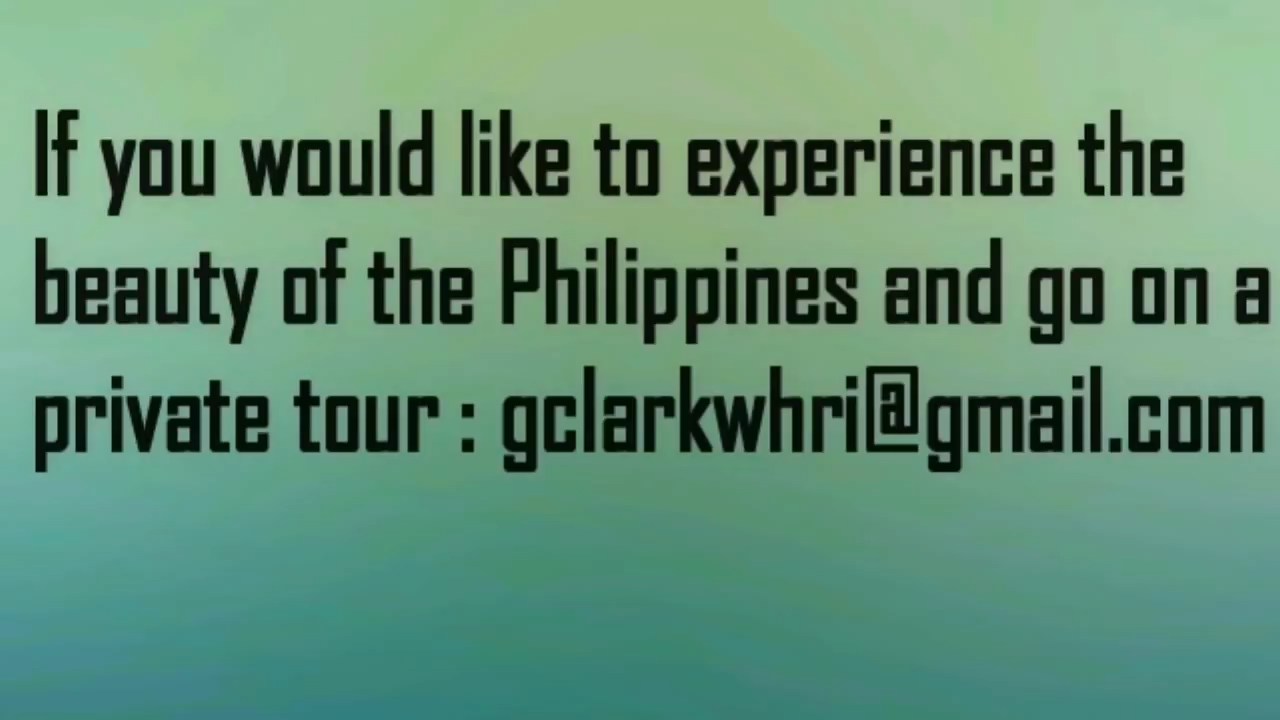 If you would like to experience the
beauty of the Philippines and go on a
private tour : gclarkwhri@gmail.com